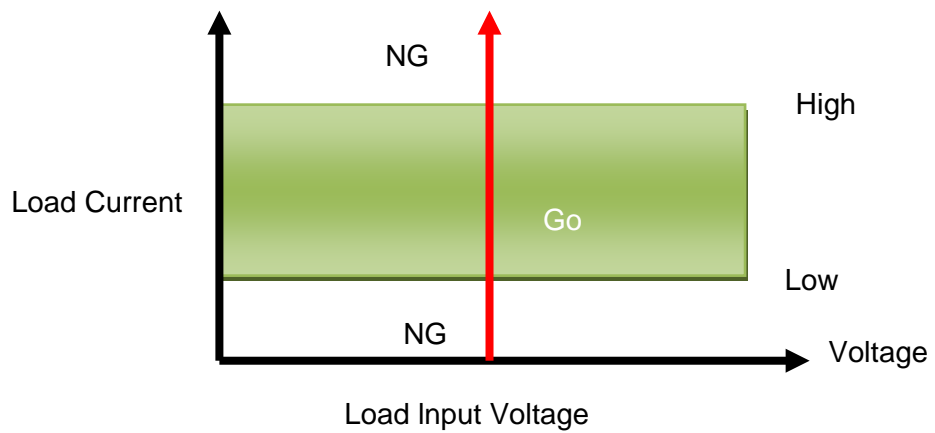 NG
High
Load Current
Go
Low
NG
Voltage
Load Input Voltage